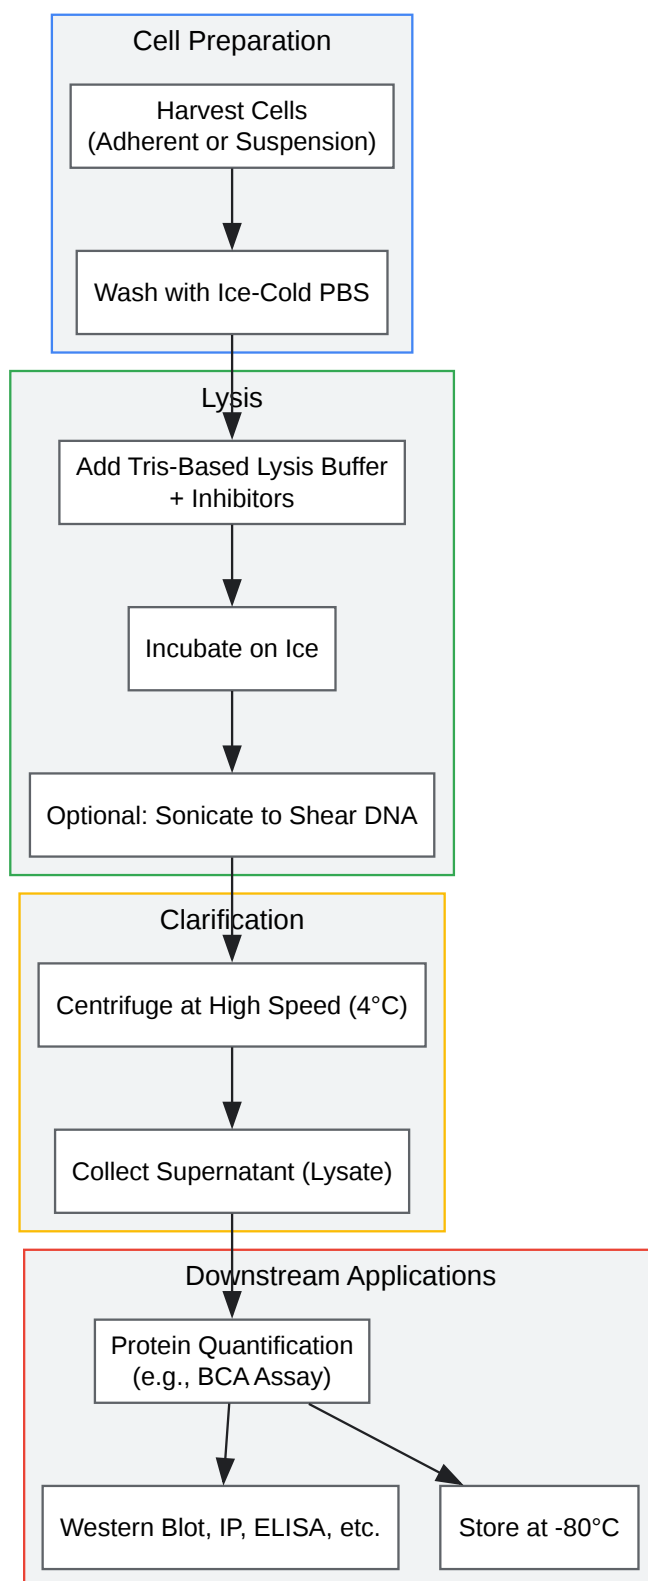 Cell Preparation
Harvest Cells
(Adherent or Suspension)
Wash with Ice-Cold PBS
Lysis
Add Tris-Based Lysis Buffer
+ Inhibitors
Incubate on Ice
Optional: Sonicate to Shear DNA
Clarification
Centrifuge at High Speed (4°C)
Collect Supernatant (Lysate)
Downstream Applications
Protein Quantification
(e.g., BCA Assay)
Western Blot, IP, ELISA, etc.
Store at -80°C